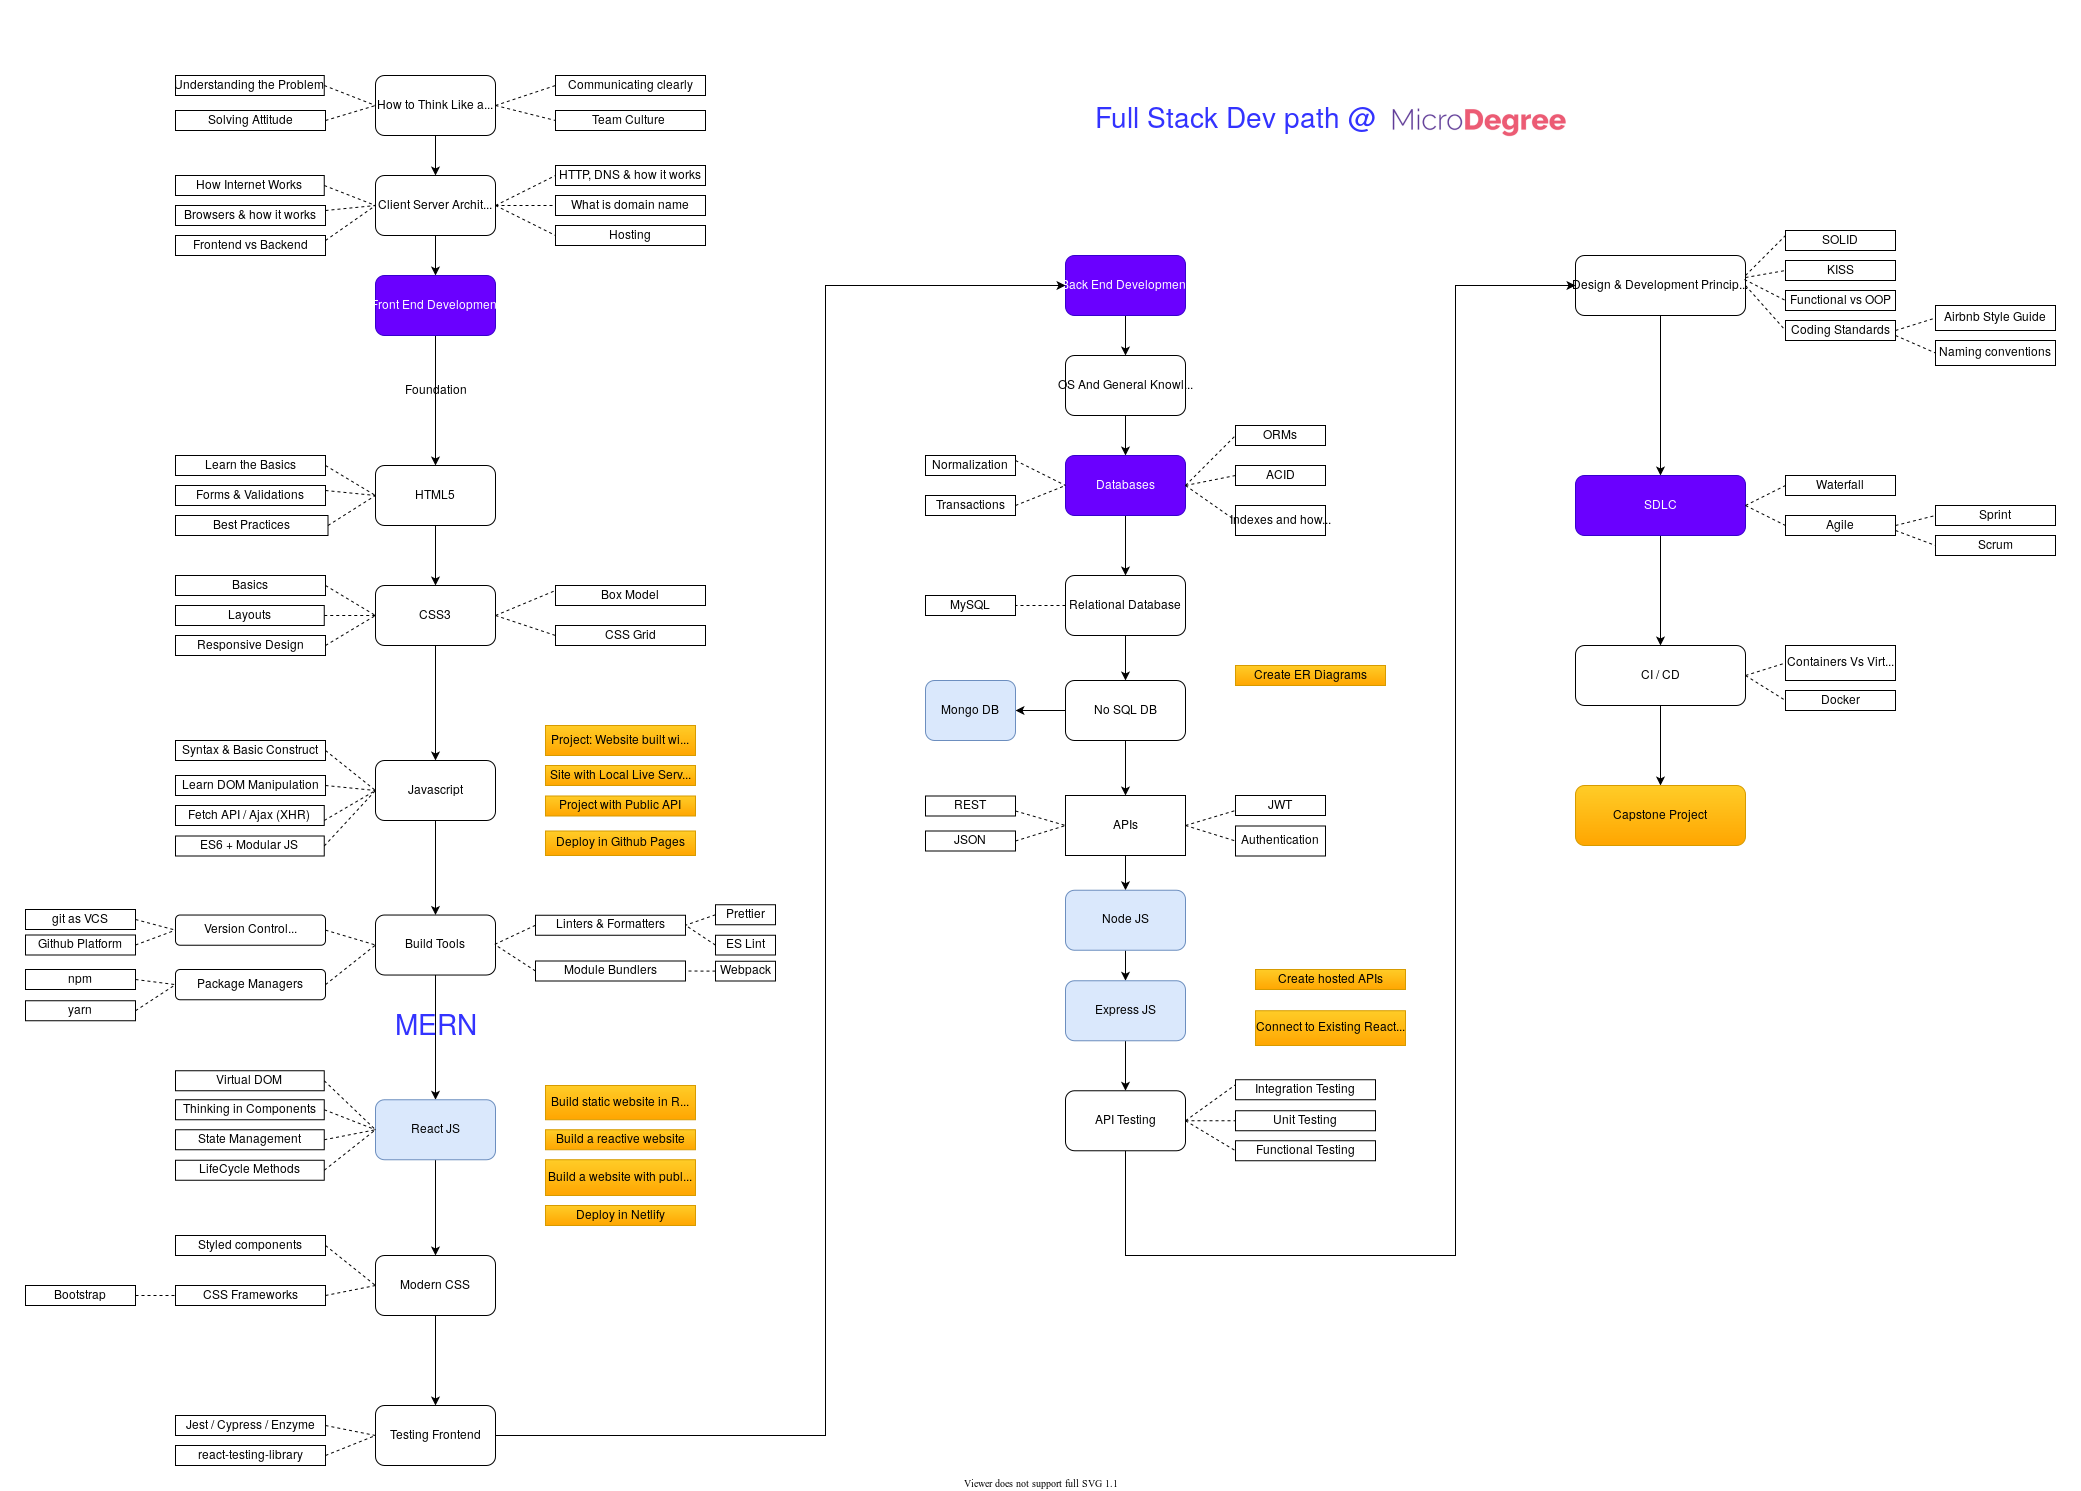 Full Stack Dev path @ MicroDegree
Understanding the Problem
Solving Attitude
How to Think Like a...
Communicating clearly
Team Culture
How Internet Works
Browsers & how it works
Frontend vs Backend
Client Server Archit...
HTTP, DNS & how it works
What is domain name
Hosting
Front End Developmen
Foundation
Learn the Basics
Forms & Validations
Best Practices
HTML5
Basics
Layouts
Responsive Design
CSS3
Box Model
CSS Grid
Syntax & Basic Construct
Learn DOM Manipulation
Fetch API / Ajax (XHR)
ES6 + Modular JS
Javascript
Project: Website built wi...
Site with Local Live Serv...
Project with Public API
Deploy in Github Pages
git as VCS
Github Platform
npm
yarn
Version Control...
Package Managers
Build Tools
Linters & Formatters
Module Bundlers
Prettier
ES Lint
Webpack
MERN
Virtual DOM
Thinking in Components
State Management
LifeCycle Methods
React JS
Build static website in R...
Build a reactive website
Build a website with publ...
Deploy in Netlify
Styled components
Bootstrap
CSS Frameworks
Modern CSS
Jest / Cypress / Enzyme
react-testing-library
Testing Frontend
Back End Developmen
OS And General Knowl...
Normalization
Transactions
Databases
ORMs
ACID
Indexes and how...
MySQL
Relational Database
Create ER Diagrams
Mongo DB
No SQL DB
REST
JSON
APIs
JWT
Authentication
Node JS
Express JS
Create hosted APIs
Connect to Existing React...
API Testing
Integration Testing
Unit Testing
Functional Testing
Design & Development Princip...
SOLID
KISS
Functional vs OOP
Coding Standards
Airbnb Style Guide
Naming conventions
SDLC
Waterfall
Agile
Sprint
Scrum
CI / CD
Containers Vs Virt...
Docker
Capstone Project
Viewer does not support full SVG 1.1